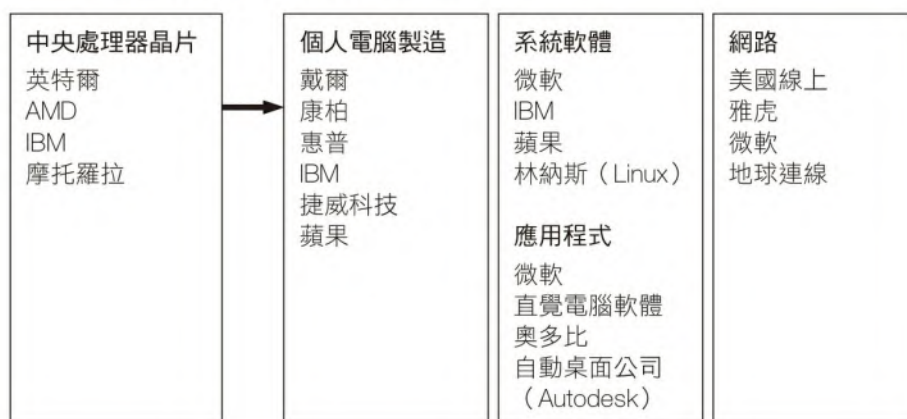 中央處理器晶片
英特爾
AMD
IBM
摩托羅拉
個人電腦製造
戴爾
康柏
惠普
IBM
捷威科技
蘋果
系統軟體
微軟
IBM
蘋果
林納斯（Linux）
應用程式
微軟
直覺電腦軟體
奧多比
自動桌面公司
（Autodesk）
網路
美國線上
雅虎
微軟
地球連線